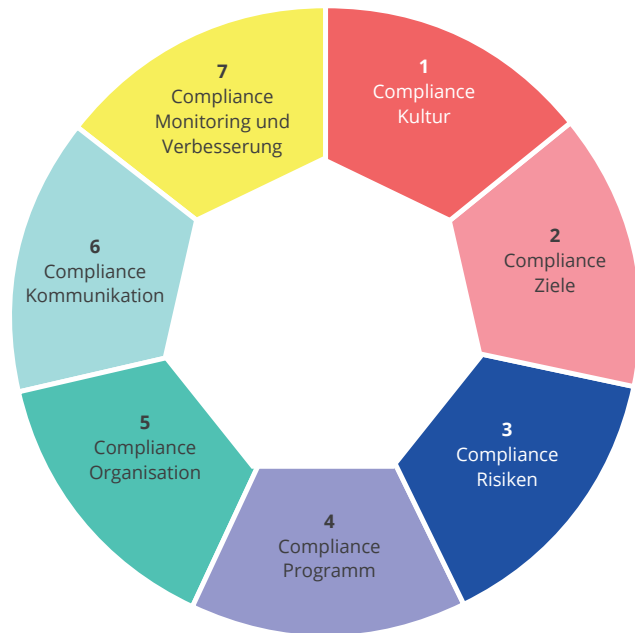 1
Compliance
Kultur
2
Compliance
Ziele
3
Compliance
Risiken
4
Compliance
Programm
5
Compliance
Organisation
6
Compliance
Kommunikation
7
Compliance
Monitoring und
Verbesserung